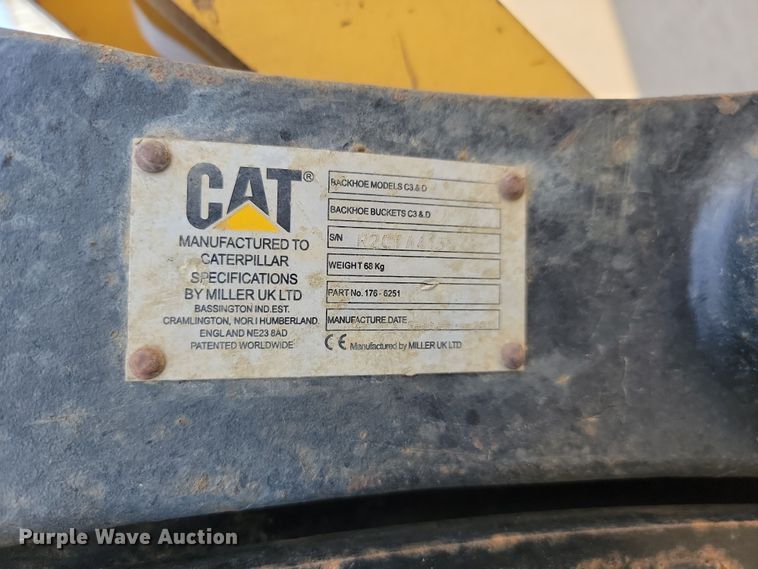 CAT®
MANUFACTURED TO
CATERPILLAR
SPECIFICATIONS
BY MILLER UK LTD
BASSINGTON IND.EST.
CRAMLINGTON, NORTHUMBERLAND.
ENGLAND NE23 8AD
PATENTED WORLDWIDE
BACKHOE MODELS C3 & D
BACKHOE BUCKETS C3 & D
S/N
WEIGHT 68 Kg
PART No. 176 - 6251
MANUFACTURE.DATE
CE Manufactured by MILLER UK LTD
Purple Wave Auction